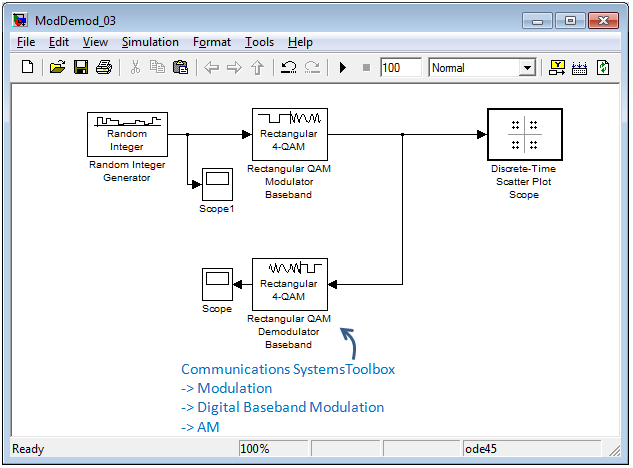 ModDemod_03
File Edit View Simulation Format Tools Help
100 Normal
Random
Integer
Random Integer
Generator
Rectangular
4-QAM
Rectangular QAM
Modulator
Baseband
Discrete-Time
Scatter Plot
Scope
Scope1
Rectangular
4-QAM
Scope
Rectangular QAM
Demodulator
Baseband
Communications SystemsToolbox
-> Modulation
-> Digital Baseband Modulation
-> AM
Ready 100% ode45